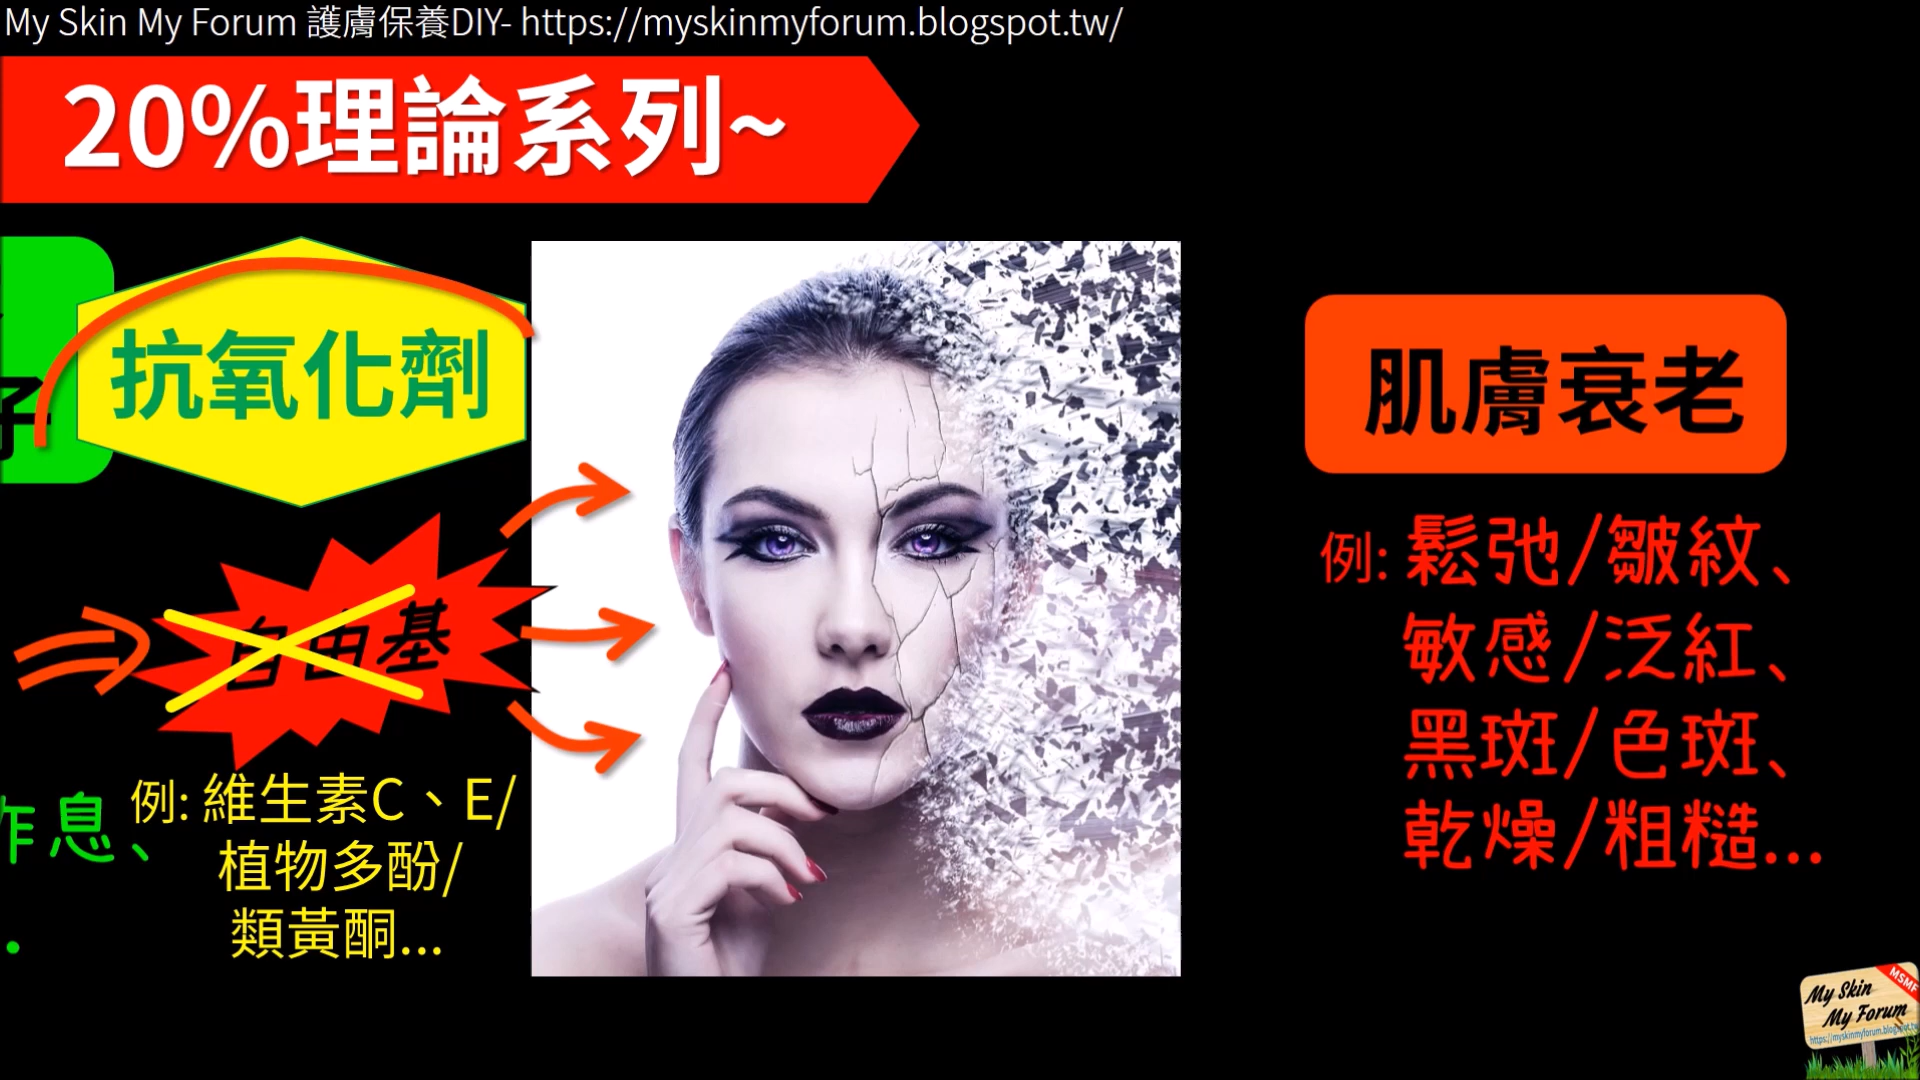 My Skin My Forum 護膚保養DIY- https://myskinmyforum.blogspot.tw/
20%理論系列~
子
抗氧化劑
自由基
作息、
例: 維生素C、E/
植物多酚/
類黃酮...
肌膚衰老
例: 鬆弛/皺紋、
敏感/泛紅、
黑斑/色斑、
乾燥/粗糙...
MSMF
My Skin
My Forum